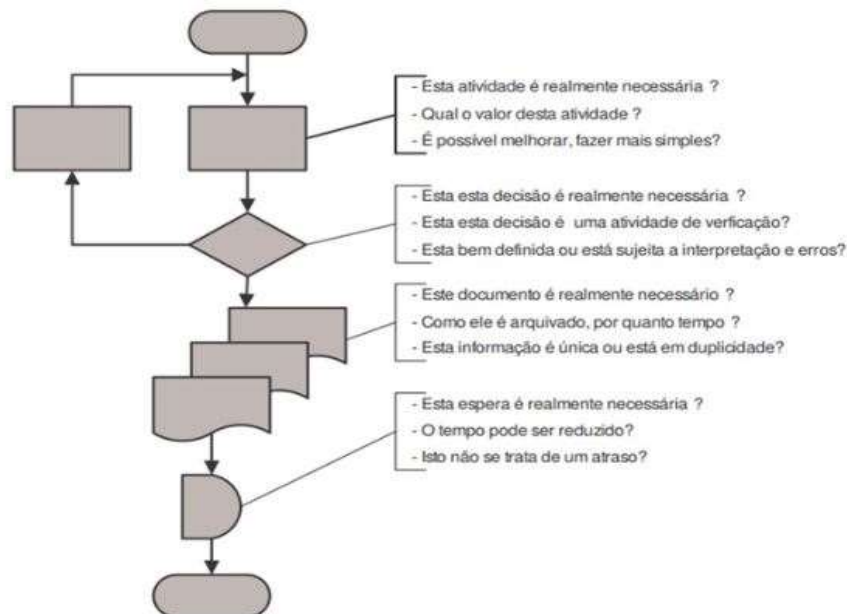 - Esta atividade é realmente necessária ?
- Qual o valor desta atividade ?
- É possível melhorar, fazer mais simples?
- Esta esta decisão é realmente necessária ?
- Esta esta decisão é uma atividade de verficação?
- Esta bem definida ou está sujeita a interpretação e erros?
- Este documento é realmente necessário ?
- Como ele é arquivado, por quanto tempo ?
- Esta informação é única ou está em duplicidade?
- Esta espera é realmente necessária ?
- O tempo pode ser reduzido?
- Isto não se trata de um atraso?